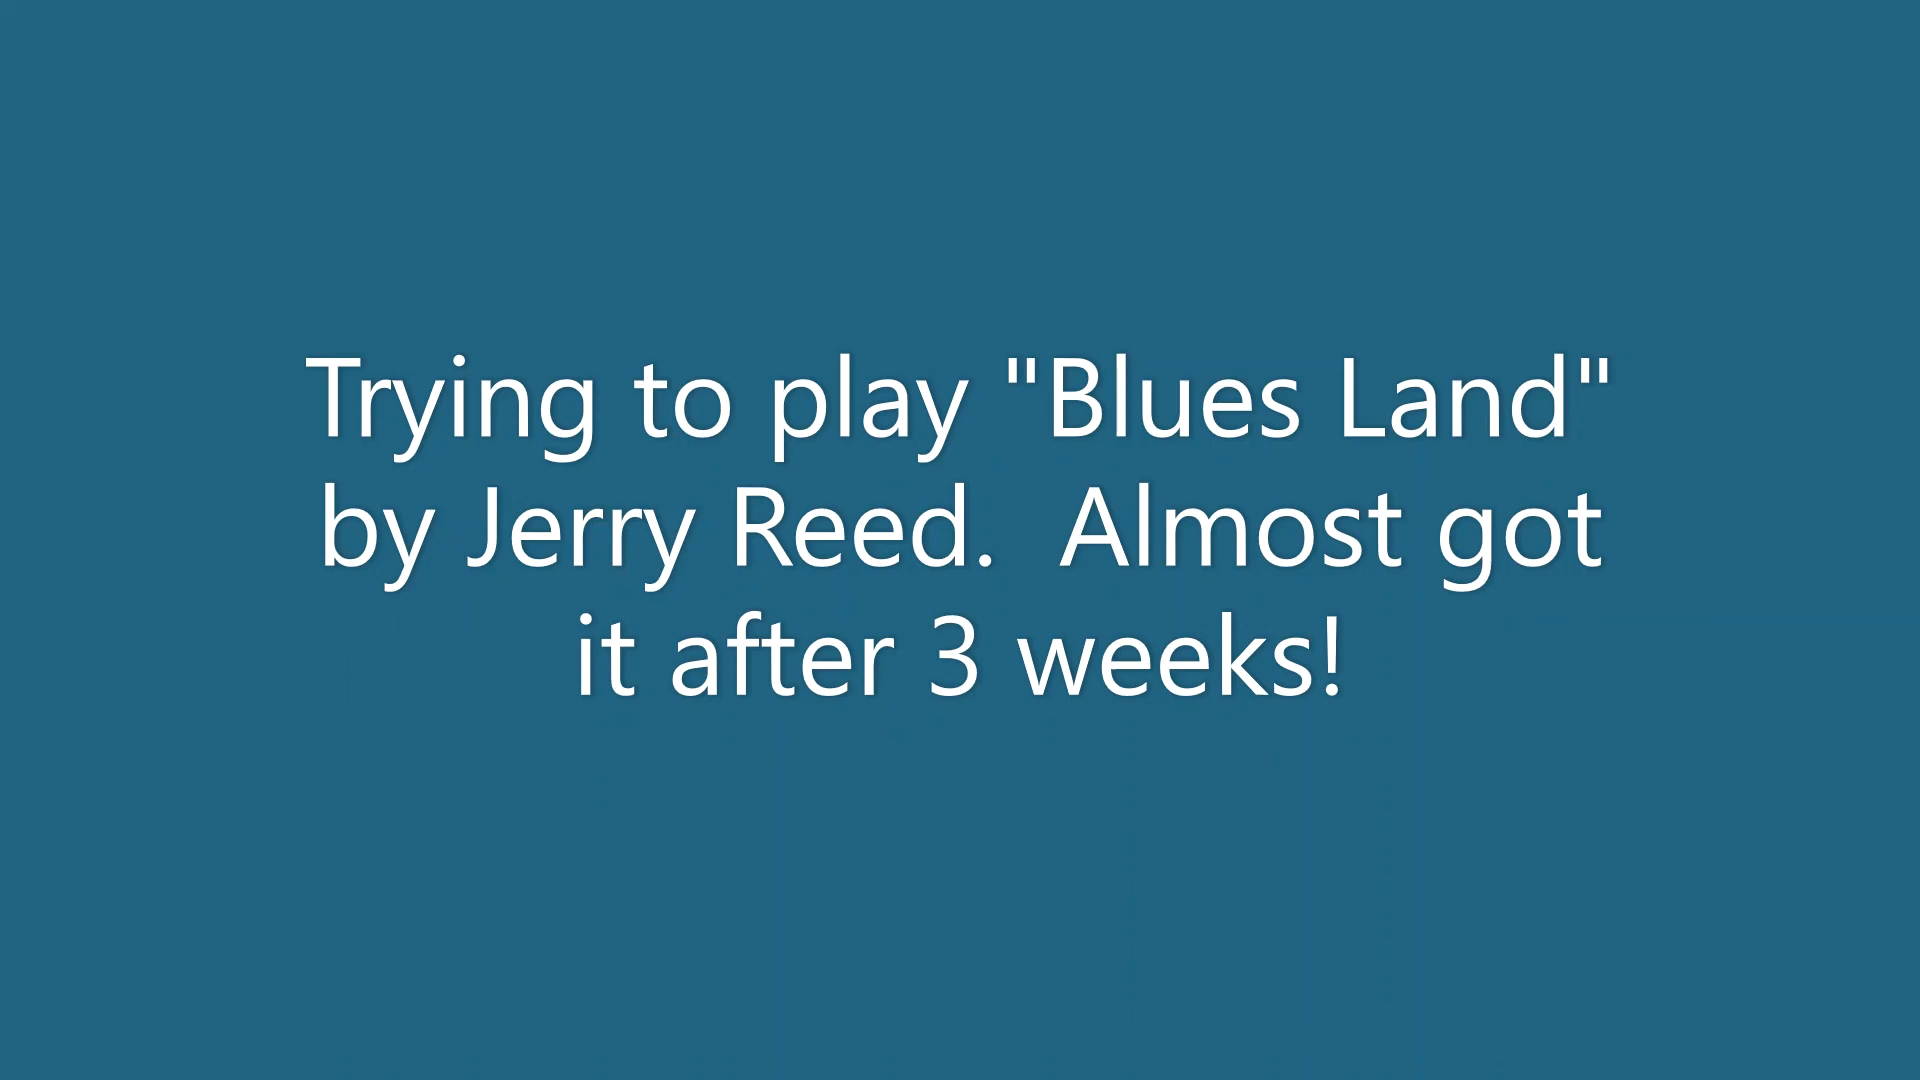 Trying to play "Blues Land"
by Jerry Reed.  Almost got
it after 3 weeks!